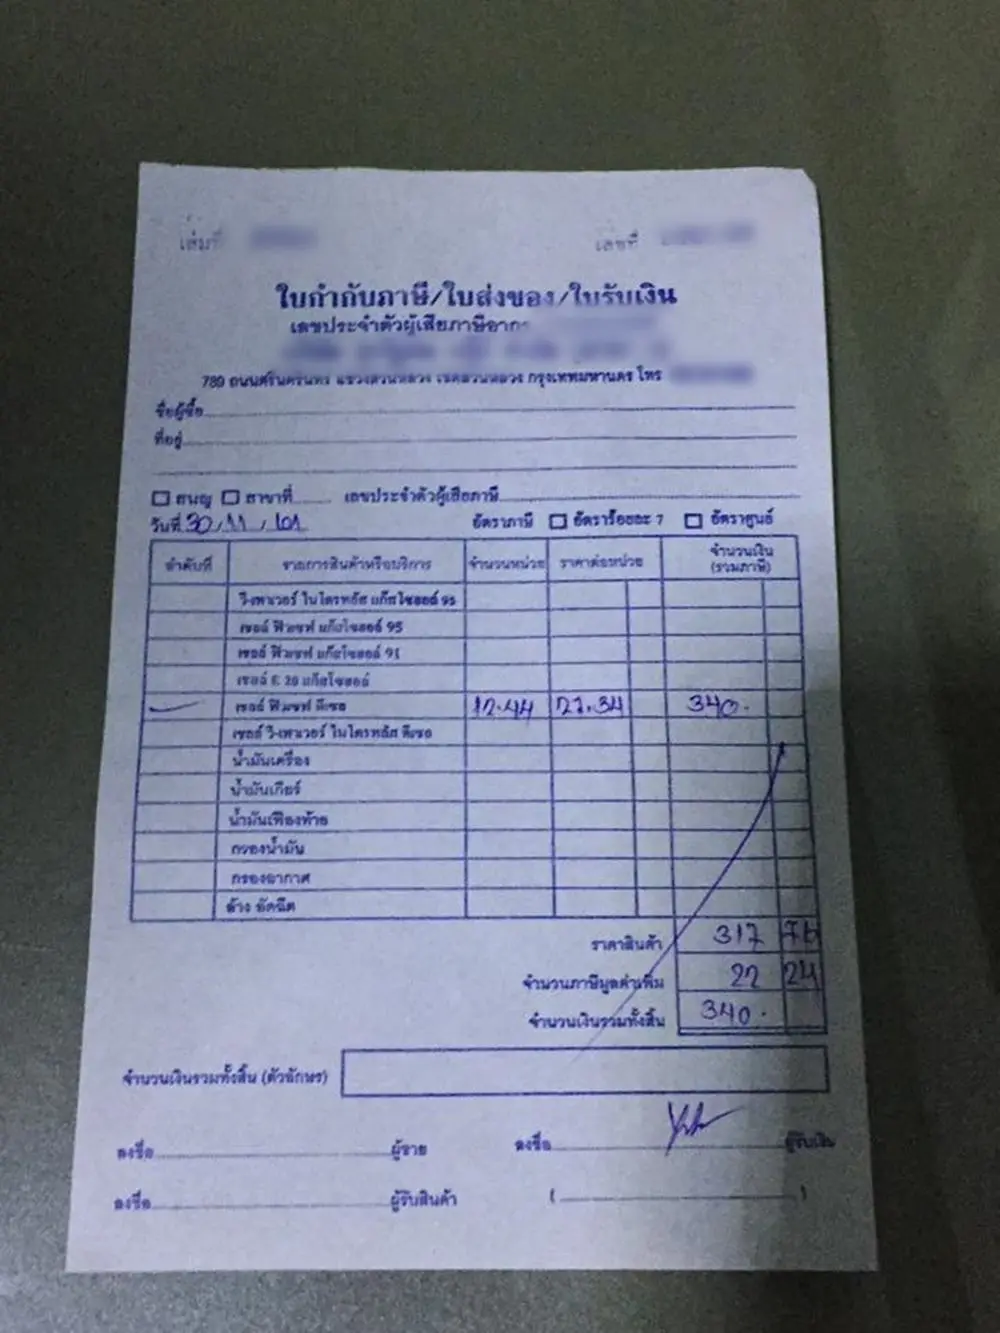 เล่มที่
เลขที่
ใบกำกับภาษี/ใบส่งของ/ใบรับเงิน
เลขประจำตัวผู้เสียภาษีอากร
789 ถนนศรีนครินทร์ แขวงสวนหลวง เขตสวนหลวง กรุงเทพมหานคร โทร
ชื่อผู้ซื้อ
ที่อยู่
สนญ สาขาที่ เลขประจำตัวผู้เสียภาษี
วันที่ 30/11/ อัตราภาษี อัตราร้อยละ 7 อัตราศูนย์
ลำดับที่ รายการสินค้าหรือบริการ จำนวนหน่วย ราคาต่อหน่วย จำนวนเงิน (รวมภาษี)
วี-เพาเวอร์ ไนโตรพลัส แก๊สโซฮอล์ 95
เชลล์ ฟิวเซฟ แก๊สโซฮอล์ 95
เชลล์ ฟิวเซฟ แก๊สโซฮอล์ 91
เชลล์ E 20 แก๊สโซฮอล์
เชลล์ ฟิวเซฟ ดีเซล 12.44 27.34 340.
เชลล์ วี-เพาเวอร์ ไนโตรพลัส ดีเซล
น้ำมันเครื่อง
น้ำมันเกียร์
น้ำมันเฟืองท้าย
กรองน้ำมัน
กรองอากาศ
ล้าง อัดฉีด
ราคาสินค้า 317 76
จำนวนภาษีมูลค่าเพิ่ม 22 24
จำนวนเงินรวมทั้งสิ้น 340.
จำนวนเงินรวมทั้งสิ้น (ตัวอักษร)
ลงชื่อ ผู้ขาย ลงชื่อ ผู้รับเงิน
ลงชื่อ ผู้รับสินค้า ( )